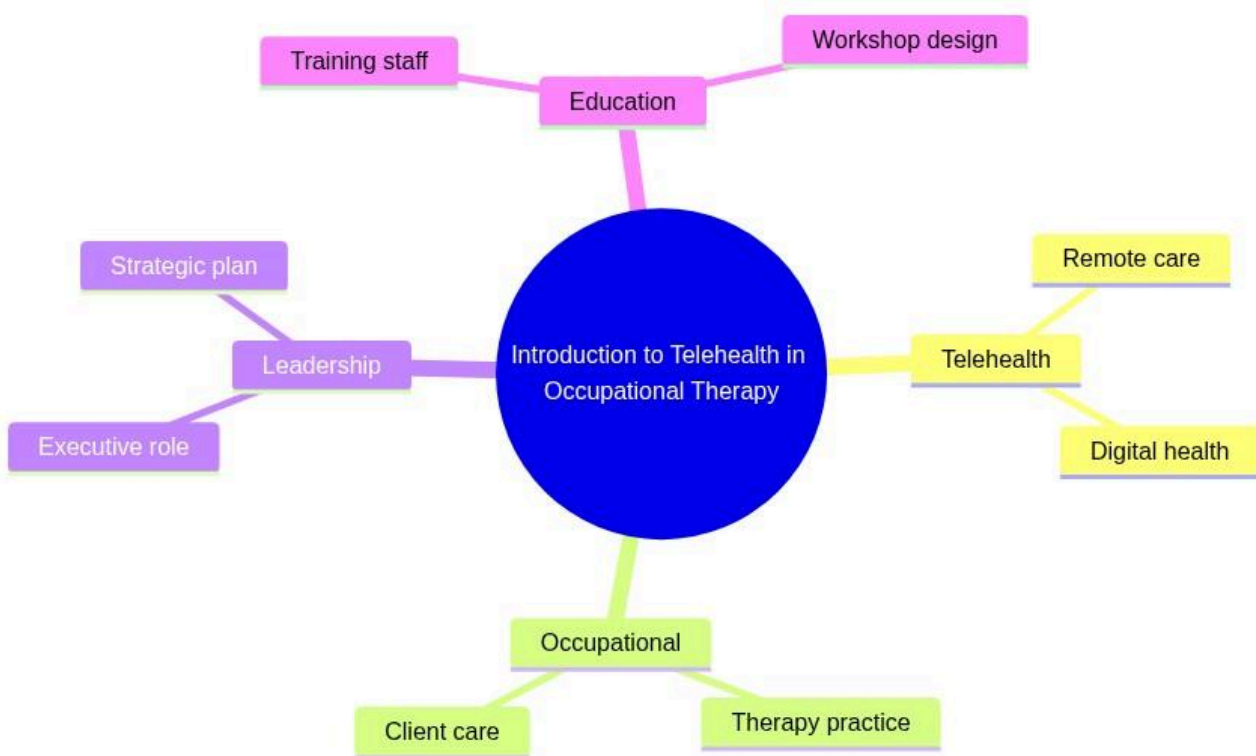 Workshop design
Training staff
Education
Strategic plan
Remote care
Introduction to Telehealth in
Occupational Therapy
Telehealth
Leadership
Executive role
Digital health
Occupational
Therapy practice
Client care